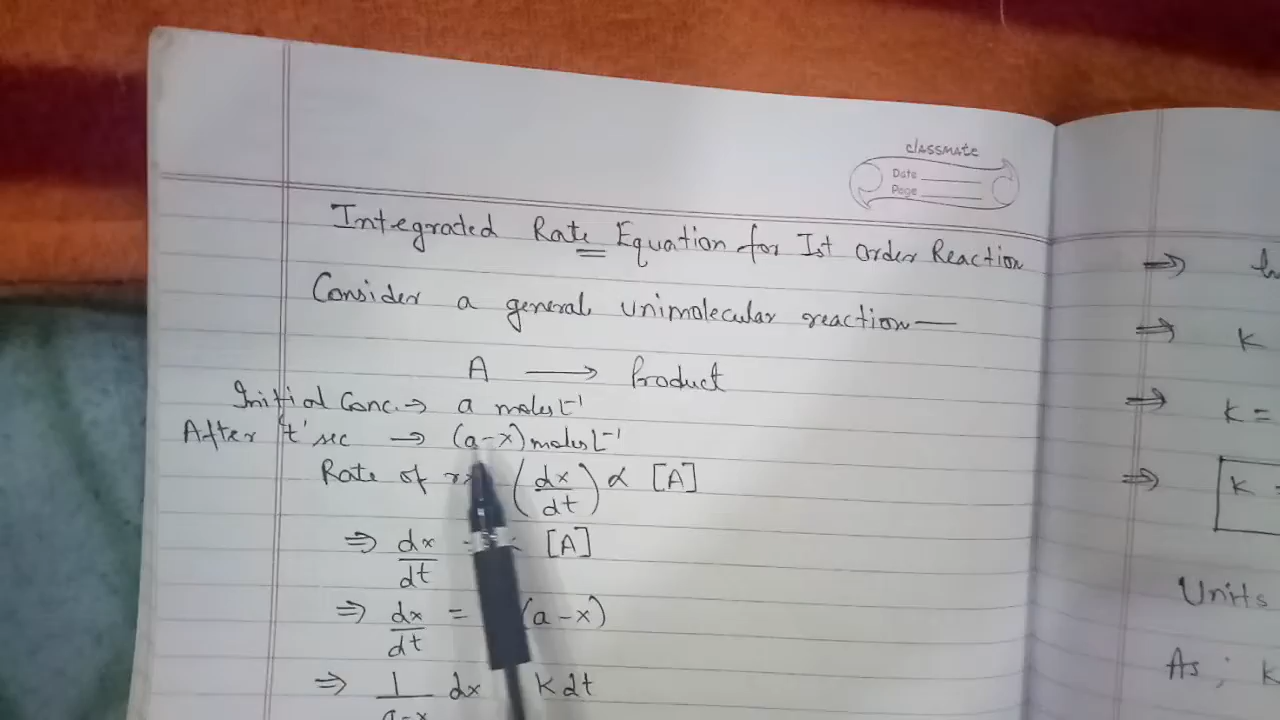 classmate
Date
Page
Integraded Rate Equation for Ist Order Reaction
Consider a general unimolecular reaction—
A ⟶ Product
Initial Conc. → a moles L⁻¹
After 't' sec → (a-x) moles L⁻¹
Rate of (dx/dt) ∝ [A]
⇒ dx/dt [A]
⇒ dx/dt = (a-x)
⇒ 1/a-x dx k dt
⇒
⇒ K
⇒ K =
⇒ K =
Units
As ; K